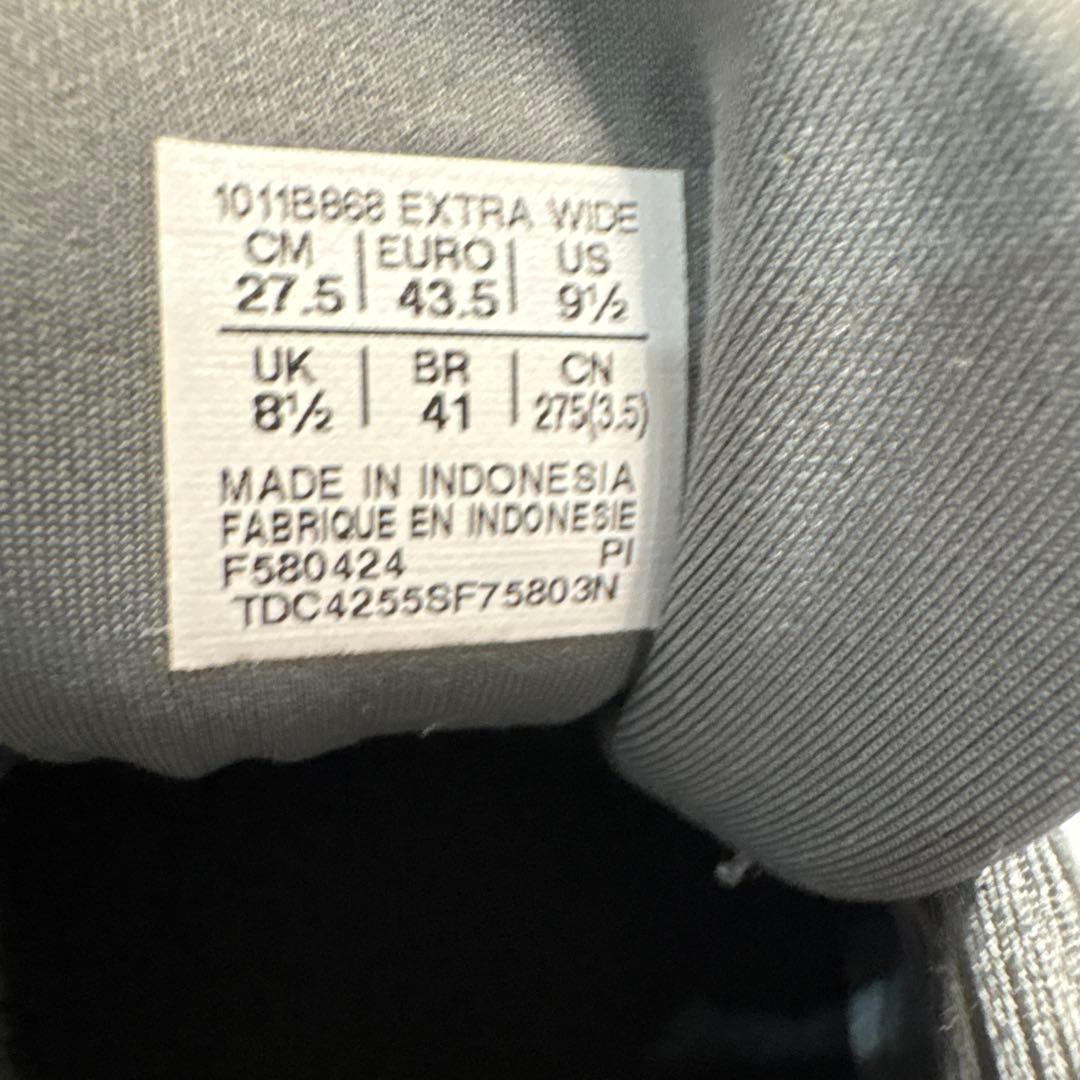 1011B868 EXTRA WIDE
CM | EURO | US
27.5 | 43.5 | 9½
UK | BR | CN
8½ | 41 | 275(3.5)
MADE IN INDONESIA
FABRIQUE EN INDONESIE
F580424 PI
TDC4255SF75803N